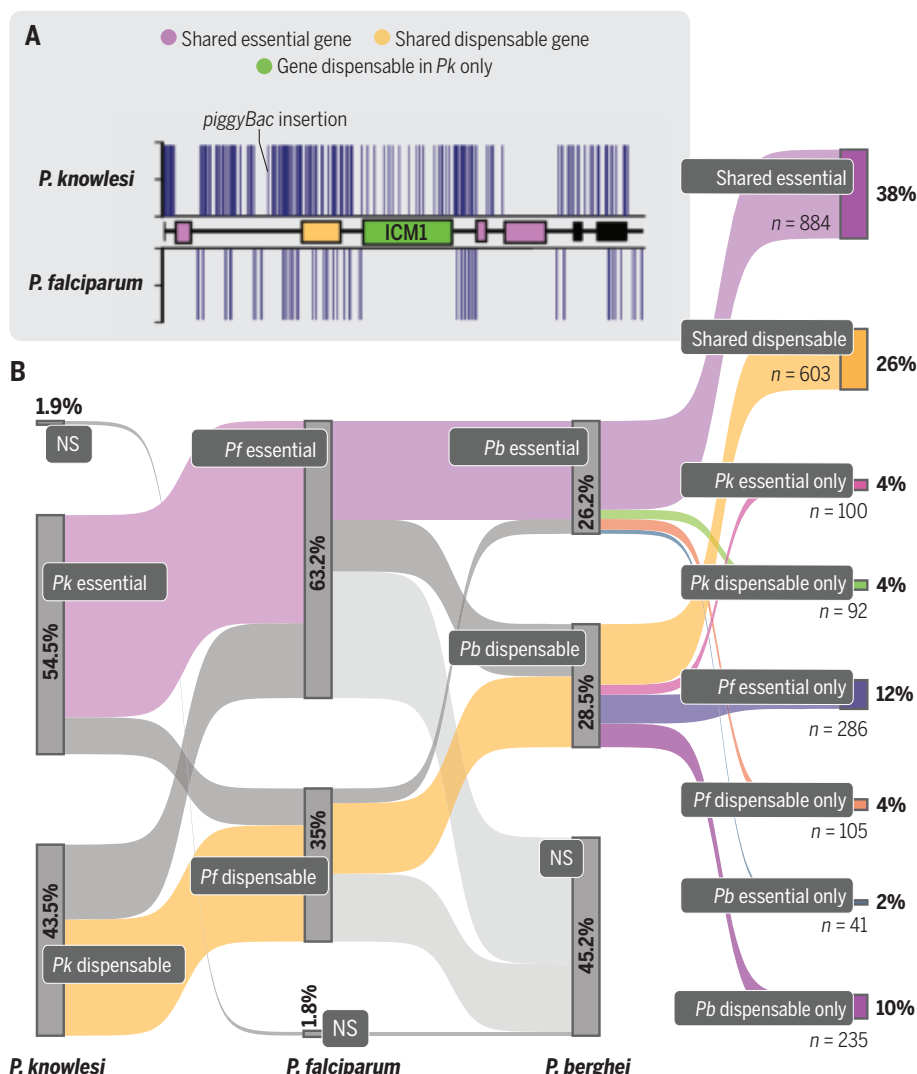 A
Shared essential gene
Shared dispensable gene
Gene dispensable in Pk only
piggyBac insertion
P. knowlesi
ICM1
P. falciparum
Shared essential
38%
n = 884
Shared dispensable
26%
n = 603
B
1.9%
NS
Pf essential
Pb essential
26.2%
Pk essential only
4%
n = 100
Pk essential
54.5%
63.2%
Pk dispensable only
4%
n = 92
Pb dispensable
28.5%
Pf essential only
12%
n = 286
Pf dispensable only
4%
n = 105
35%
Pf dispensable
NS
45.2%
Pb essential only
2%
n = 41
43.5%
Pk dispensable
1.8%
NS
Pb dispensable only
10%
n = 235
P. knowlesi
P. falciparum
P. berghei